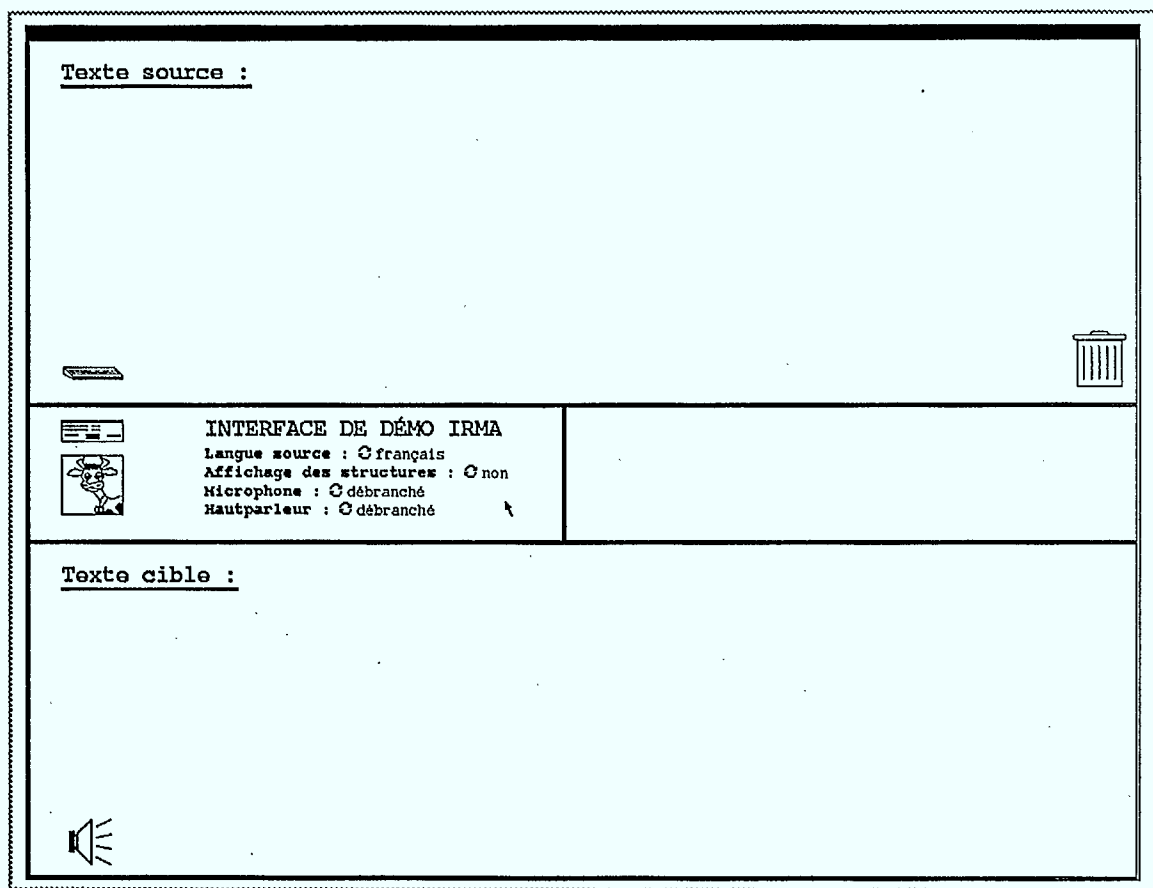 Texte source :
INTERFACE DE DÉMO IRMA
Langue source : français
Affichage des structures : non
Microphone : débranché
Hautparleur : débranché
Texte cible :